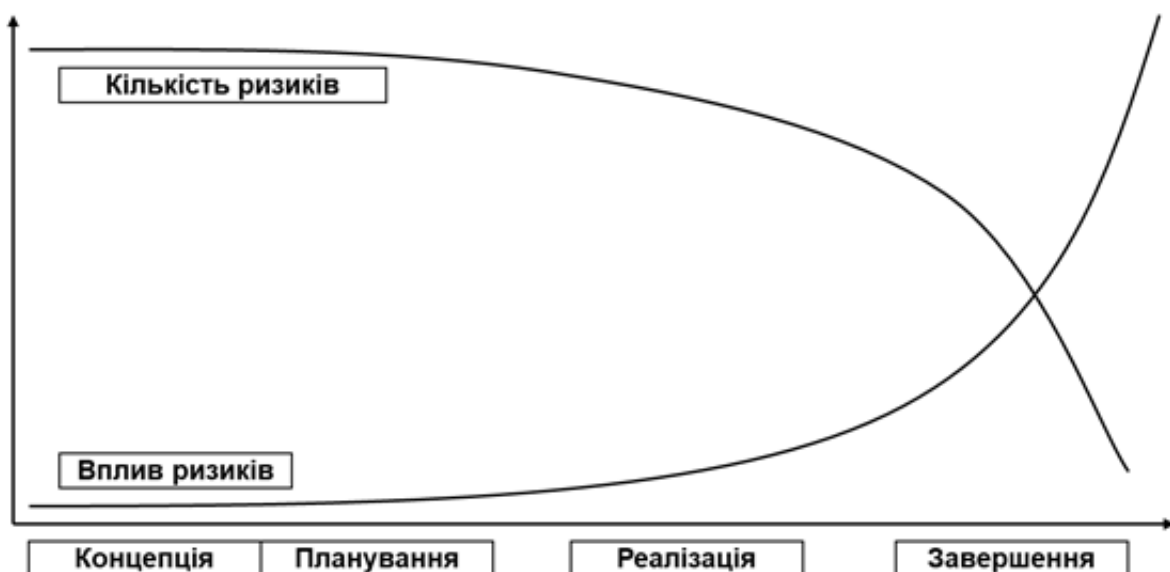 Кількість ризиків
Вплив ризиків
Концепція
Планування
Реалізація
Завершення